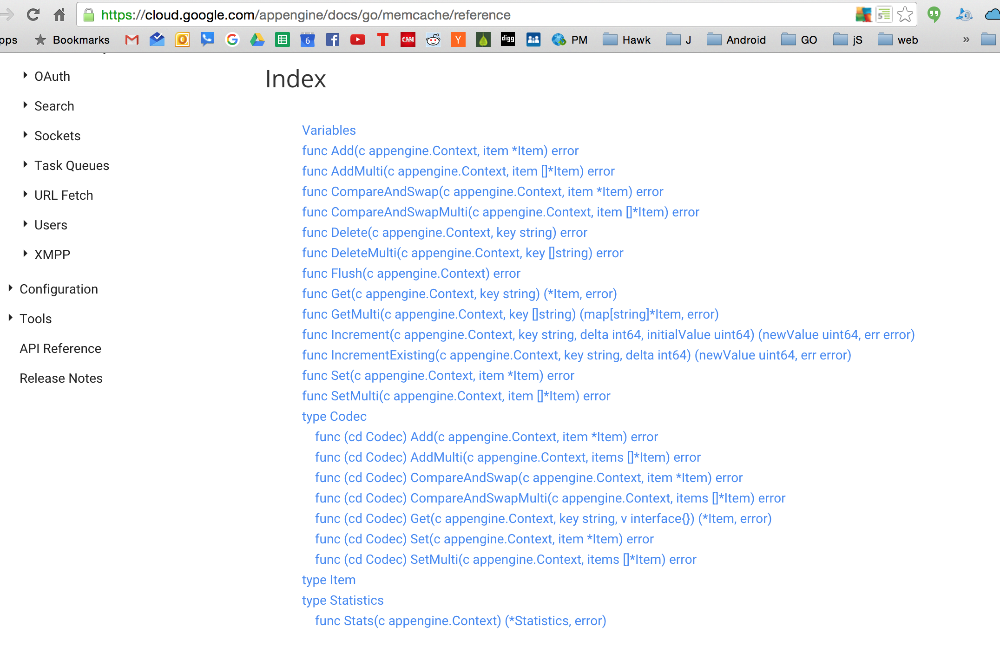 https://cloud.google.com/appengine/docs/go/memcache/reference
pps Bookmarks 6 CNN Y digg PM Hawk J Android GO jS web »
OAuth
Search
Sockets
Task Queues
URL Fetch
Users
XMPP
Configuration
Tools
API Reference
Release Notes
Index
Variables
func Add(c appengine.Context, item *Item) error
func AddMulti(c appengine.Context, item []*Item) error
func CompareAndSwap(c appengine.Context, item *Item) error
func CompareAndSwapMulti(c appengine.Context, item []*Item) error
func Delete(c appengine.Context, key string) error
func DeleteMulti(c appengine.Context, key []string) error
func Flush(c appengine.Context) error
func Get(c appengine.Context, key string) (*Item, error)
func GetMulti(c appengine.Context, key []string) (map[string]*Item, error)
func Increment(c appengine.Context, key string, delta int64, initialValue uint64) (newValue uint64, err error)
func IncrementExisting(c appengine.Context, key string, delta int64) (newValue uint64, err error)
func Set(c appengine.Context, item *Item) error
func SetMulti(c appengine.Context, item []*Item) error
type Codec
func (cd Codec) Add(c appengine.Context, item *Item) error
func (cd Codec) AddMulti(c appengine.Context, items []*Item) error
func (cd Codec) CompareAndSwap(c appengine.Context, item *Item) error
func (cd Codec) CompareAndSwapMulti(c appengine.Context, items []*Item) error
func (cd Codec) Get(c appengine.Context, key string, v interface{}) (*Item, error)
func (cd Codec) Set(c appengine.Context, item *Item) error
func (cd Codec) SetMulti(c appengine.Context, items []*Item) error
type Item
type Statistics
func Stats(c appengine.Context) (*Statistics, error)